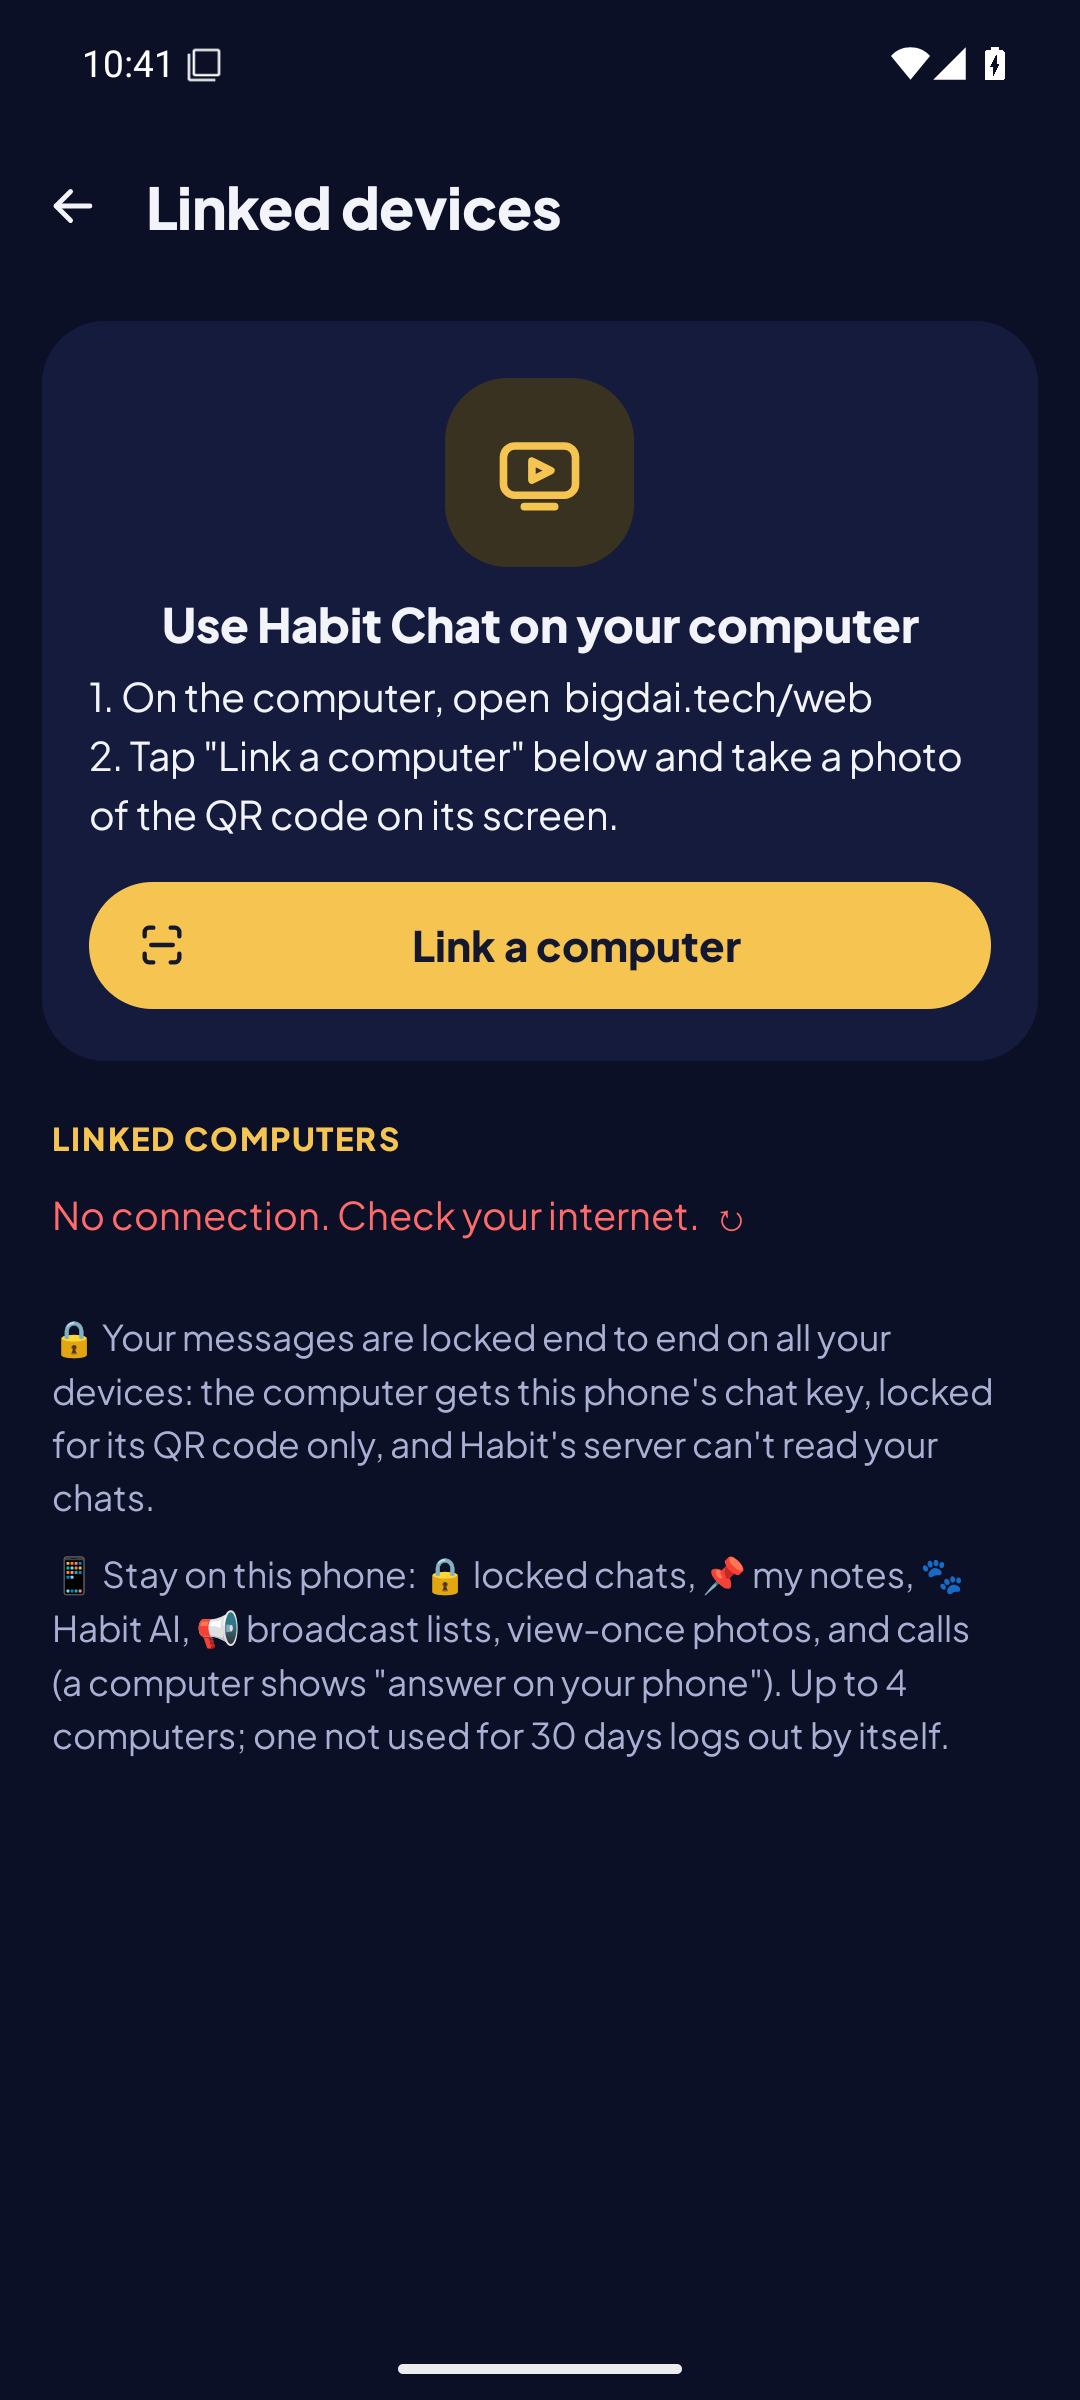 10:41
Linked devices
Use Habit Chat on your computer
1. On the computer, open bigdai.tech/web
2. Tap "Link a computer" below and take a photo
of the QR code on its screen.
Link a computer
LINKED COMPUTERS
No connection. Check your internet. ↻
🔒 Your messages are locked end to end on all your
devices: the computer gets this phone's chat key, locked
for its QR code only, and Habit's server can't read your
chats.
📱 Stay on this phone: 🔒 locked chats, 📌 my notes, 🐾
Habit AI, 📢 broadcast lists, view-once photos, and calls
(a computer shows "answer on your phone"). Up to 4
computers; one not used for 30 days logs out by itself.